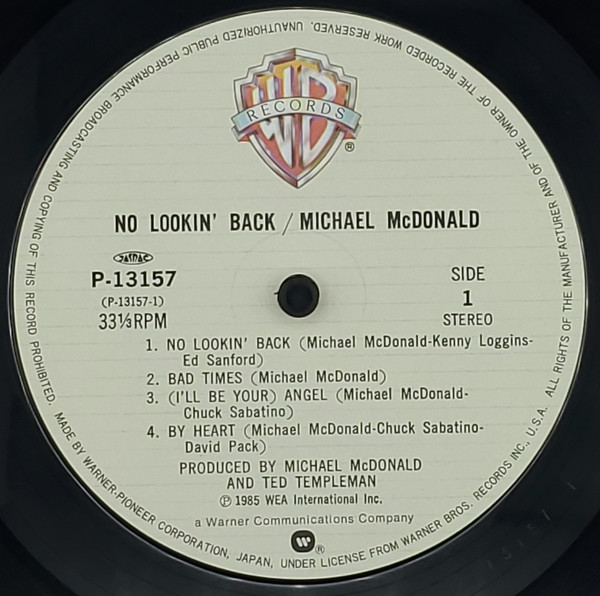 WB
RECORDS
®
NO LOOKIN' BACK / MICHAEL McDONALD
JASRAC
P-13157
(P-13157-1)
33⅓RPM
SIDE
1
STEREO
1. NO LOOKIN' BACK (Michael McDonald-Kenny Loggins-
Ed Sanford)
2. BAD TIMES (Michael McDonald)
3. (I'LL BE YOUR) ANGEL (Michael McDonald-
Chuck Sabatino)
4. BY HEART (Michael McDonald-Chuck Sabatino-
David Pack)
PRODUCED BY MICHAEL McDONALD
AND TED TEMPLEMAN
Ⓟ 1985 WEA International Inc.
a Warner Communications Company
®
MADE BY WARNER-PIONEER CORPORATION, JAPAN, UNDER LICENSE FROM WARNER BROS. RECORDS INC., U.S.A. ALL RIGHTS OF THE MANUFACTURER AND OF THE OWNER OF THE RECORDED WORK RESERVED. UNAUTHORIZED PUBLIC PERFORMANCE BROADCASTING AND COPYING OF THIS RECORD PROHIBITED.